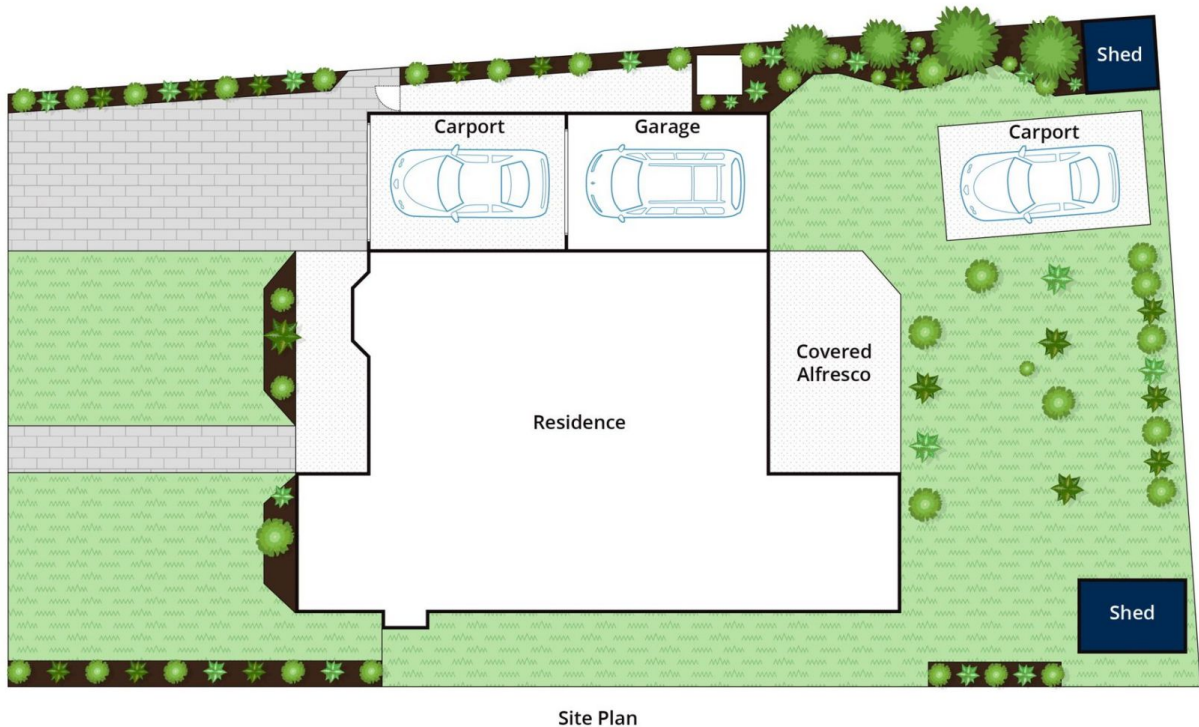 Shed
Carport
Garage
Carport
Covered
Alfresco
Residence
Shed
Site Plan